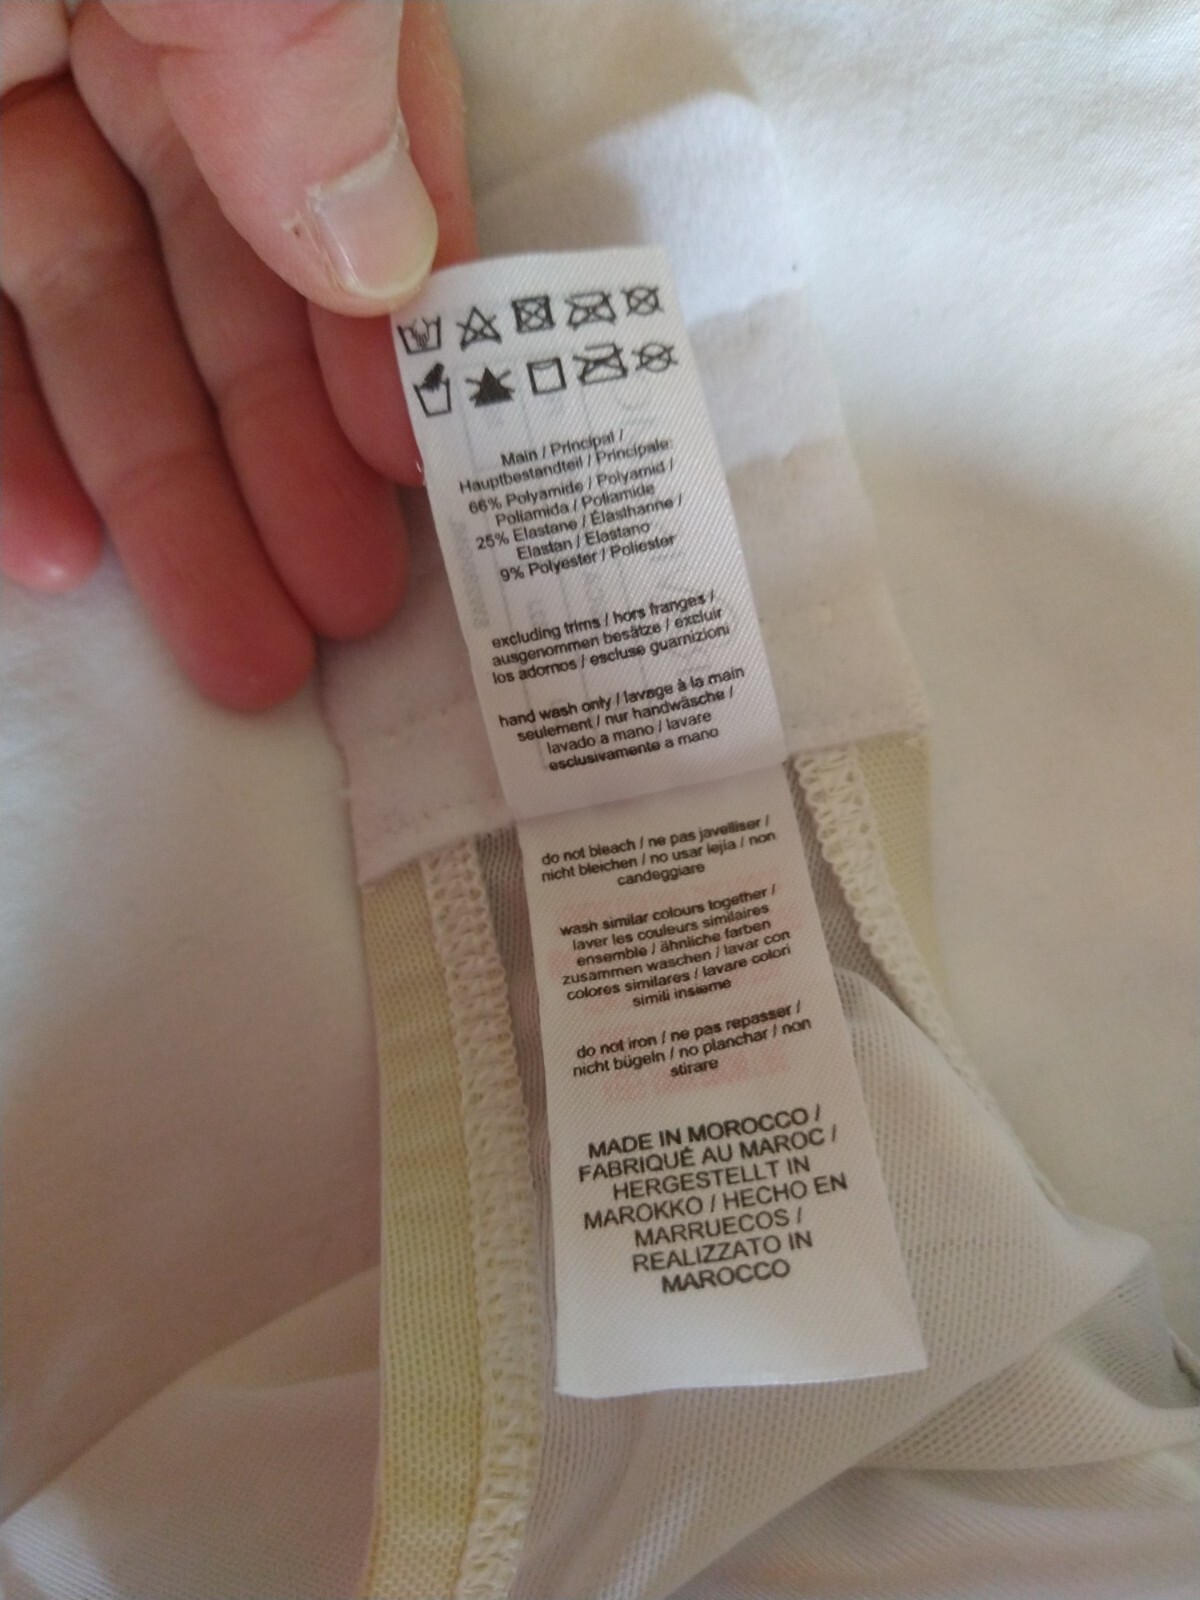 Main / Principal /
Hauptbestandteil / Principale:
66% Polyamide / Polyamid /
Poliamida / Poliamide
25% Elastane / Élasthanne /
Elastan / Elastano
9% Polyester / Poliester
excluding trims / hors franges /
ausgenommen besätze / excluir
los adornos / escluse guarnizioni
hand wash only / lavage à la main
seulement / nur handwäsche /
lavado a mano / lavare
esclusivamente a mano
do not bleach / ne pas javelliser /
nicht bleichen / no usar lejia / non
candeggiare
wash similar colours together /
laver les couleurs similaires
ensemble / ähnliche farben
zusammen waschen / lavar con
colores similares / lavare colori
simili insieme
do not iron / ne pas repasser /
nicht bügeln / no planchar / non
stirare
MADE IN MOROCCO /
FABRIQUÉ AU MAROC /
HERGESTELLT IN
MAROKKO / HECHO EN
MARRUECOS /
REALIZZATO IN
MAROCCO